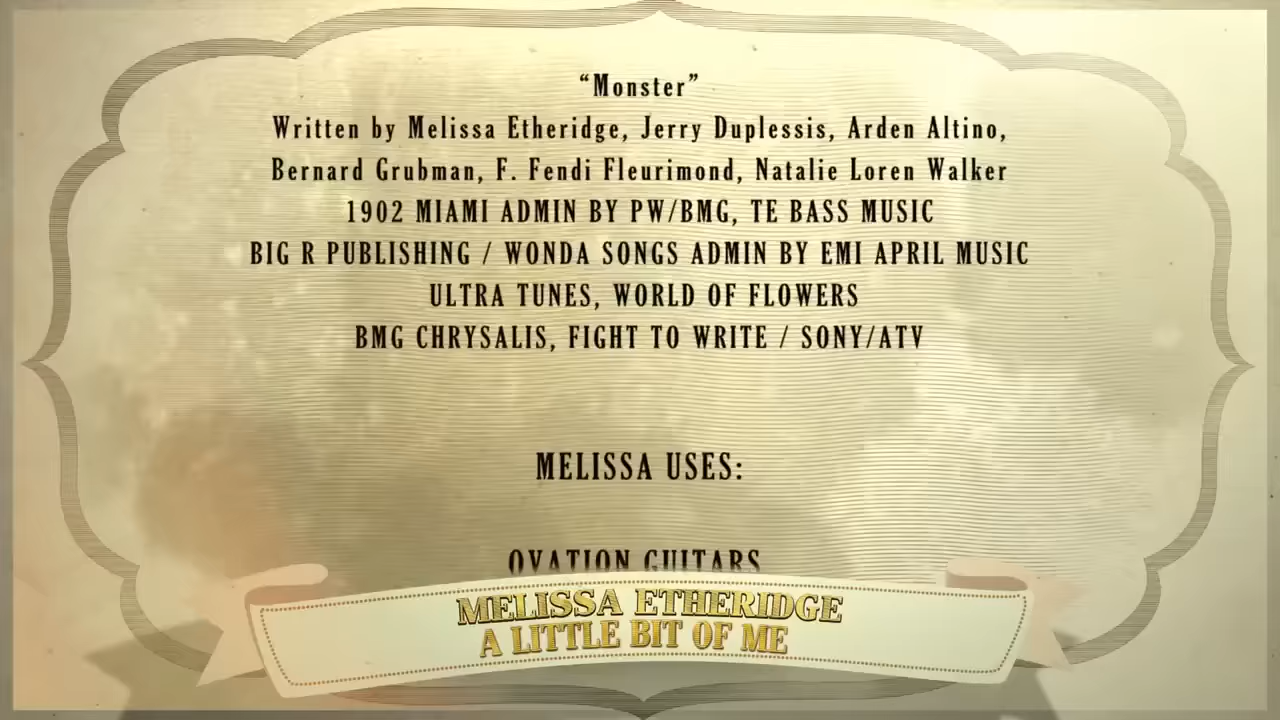 “Monster”
Written by Melissa Etheridge, Jerry Duplessis, Arden Altino,
Bernard Grubman, F. Fendi Fleurimond, Natalie Loren Walker
1902 MIAMI ADMIN BY PW/BMG, TE BASS MUSIC
BIG R PUBLISHING / WONDA SONGS ADMIN BY EMI APRIL MUSIC
ULTRA TUNES, WORLD OF FLOWERS
BMG CHRYSALIS, FIGHT TO WRITE / SONY/ATV
MELISSA USES:
OVATION GUITARS
MELISSA ETHERIDGE
A LITTLE BIT OF ME